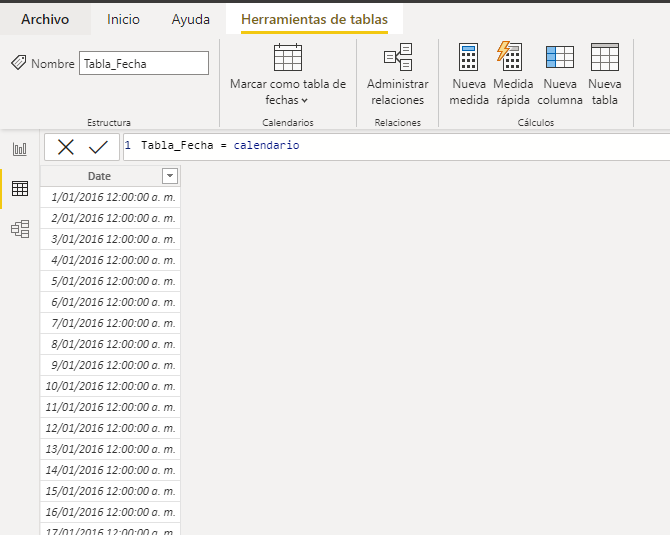 Archivo Inicio Ayuda Herramientas de tablas
Nombre Tabla_Fecha
Marcar como tabla de
fechas
Administrar
relaciones
Nueva
medida
Medida
rápida
Nueva
columna
Nueva
tabla
Estructura Calendarios Relaciones Cálculos
1 Tabla_Fecha = calendario
Date
1/01/2016 12:00:00 a. m.
2/01/2016 12:00:00 a. m.
3/01/2016 12:00:00 a. m.
4/01/2016 12:00:00 a. m.
5/01/2016 12:00:00 a. m.
6/01/2016 12:00:00 a. m.
7/01/2016 12:00:00 a. m.
8/01/2016 12:00:00 a. m.
9/01/2016 12:00:00 a. m.
10/01/2016 12:00:00 a. m.
11/01/2016 12:00:00 a. m.
12/01/2016 12:00:00 a. m.
13/01/2016 12:00:00 a. m.
14/01/2016 12:00:00 a. m.
15/01/2016 12:00:00 a. m.
16/01/2016 12:00:00 a. m.
17/01/2016 12:00:00 a. m.